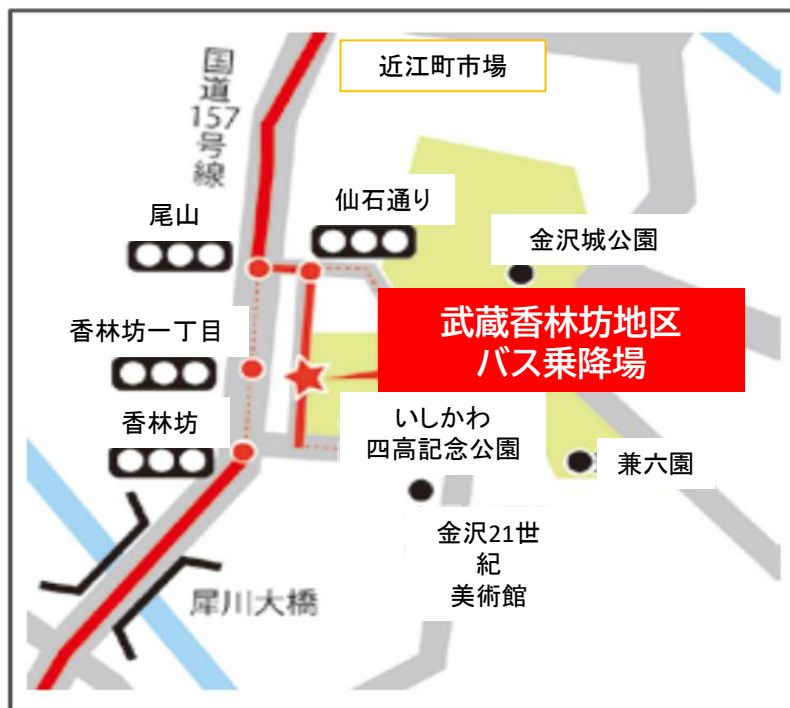 近江町市場
国道157号線
仙石通り
尾山
金沢城公園
武蔵香林坊地区
バス乗降場
香林坊一丁目
香林坊
いしかわ
四高記念公園
兼六園
金沢21世
紀
美術館
犀川大橋